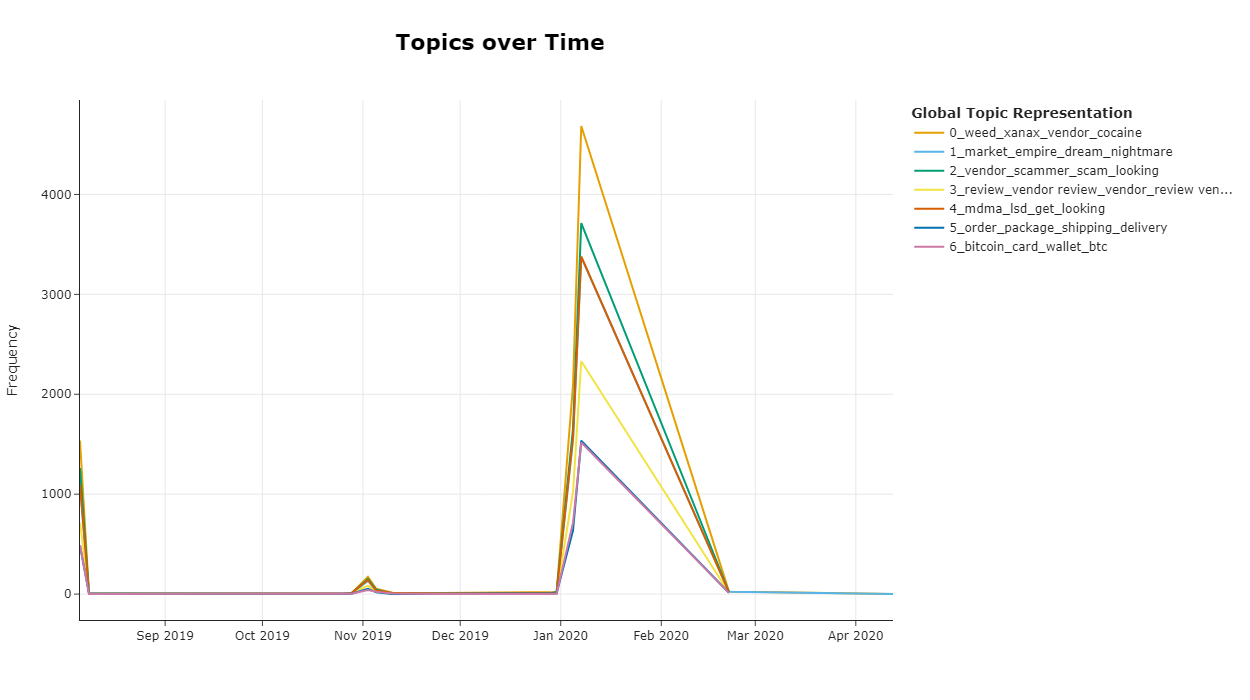 Topics over Time
Global Topic Representation
0_weed_xanax_vendor_cocaine
1_market_empire_dream_nightmare
2_vendor_scammer_scam_looking
3_review_vendor review_vendor_review ven...
4_mdma_lsd_get_looking
5_order_package_shipping_delivery
6_bitcoin_card_wallet_btc
Frequency
4000
3000
2000
1000
0
Sep 2019
Oct 2019
Nov 2019
Dec 2019
Jan 2020
Feb 2020
Mar 2020
Apr 2020